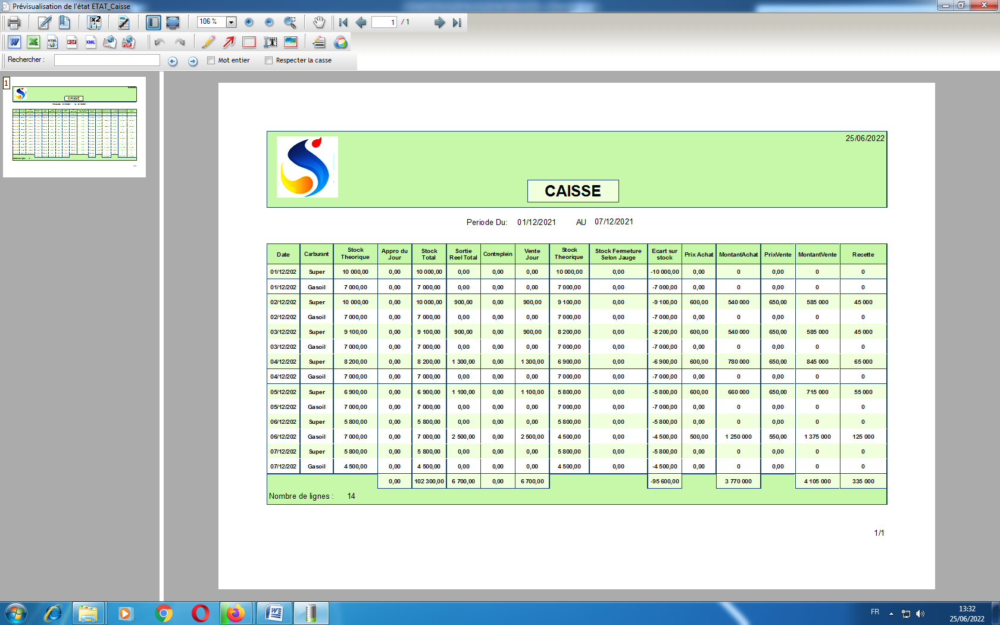 Prévisualisation de l'état ETAT_Caisse
106 % 1 / 1
Rechercher : Mot entier Respecter la casse
1
CAISSE
25/06/2022
CAISSE
Periode Du: 01/12/2021 AU 07/12/2021
Date Carburant Stock Theorique Appro du Jour Stock Total Sortie Reel Total Contreplein Vente Jour Stock Theorique Stock Fermeture Selon Jauge Ecart sur stock Prix Achat MontantAchat PrixVente MontantVente Recette
01/12/202 Super 10 000,00 0,00 10 000,00 0,00 0,00 0,00 10 000,00 0,00 -10 000,00 0,00 0 0,00 0 0
01/12/202 Gasoil 7 000,00 0,00 7 000,00 0,00 0,00 0,00 7 000,00 0,00 -7 000,00 0,00 0 0,00 0 0
02/12/202 Super 10 000,00 0,00 10 000,00 900,00 0,00 900,00 9 100,00 0,00 -9 100,00 600,00 540 000 650,00 585 000 45 000
02/12/202 Gasoil 7 000,00 0,00 7 000,00 0,00 0,00 0,00 7 000,00 0,00 -7 000,00 0,00 0 0,00 0 0
03/12/202 Super 9 100,00 0,00 9 100,00 900,00 0,00 900,00 8 200,00 0,00 -8 200,00 600,00 540 000 650,00 585 000 45 000
03/12/202 Gasoil 7 000,00 0,00 7 000,00 0,00 0,00 0,00 7 000,00 0,00 -7 000,00 0,00 0 0,00 0 0
04/12/202 Super 8 200,00 0,00 8 200,00 1 300,00 0,00 1 300,00 6 900,00 0,00 -6 900,00 600,00 780 000 650,00 845 000 65 000
04/12/202 Gasoil 7 000,00 0,00 7 000,00 0,00 0,00 0,00 7 000,00 0,00 -7 000,00 0,00 0 0,00 0 0
05/12/202 Super 6 900,00 0,00 6 900,00 1 100,00 0,00 1 100,00 5 800,00 0,00 -5 800,00 600,00 660 000 650,00 715 000 55 000
05/12/202 Gasoil 7 000,00 0,00 7 000,00 0,00 0,00 0,00 7 000,00 0,00 -7 000,00 0,00 0 0,00 0 0
06/12/202 Super 5 800,00 0,00 5 800,00 0,00 0,00 0,00 5 800,00 0,00 -5 800,00 0,00 0 0,00 0 0
06/12/202 Gasoil 7 000,00 0,00 7 000,00 2 500,00 0,00 2 500,00 4 500,00 0,00 -4 500,00 500,00 1 250 000 550,00 1 375 000 125 000
07/12/202 Super 5 800,00 0,00 5 800,00 0,00 0,00 0,00 5 800,00 0,00 -5 800,00 0,00 0 0,00 0 0
07/12/202 Gasoil 4 500,00 0,00 4 500,00 0,00 0,00 0,00 4 500,00 0,00 -4 500,00 0,00 0 0,00 0 0
0,00 102 300,00 6 700,00 0,00 6 700,00 -95 600,00 3 770 000 4 105 000 335 000
Nombre de lignes : 14
1/1
FR 13:32
25/06/2022